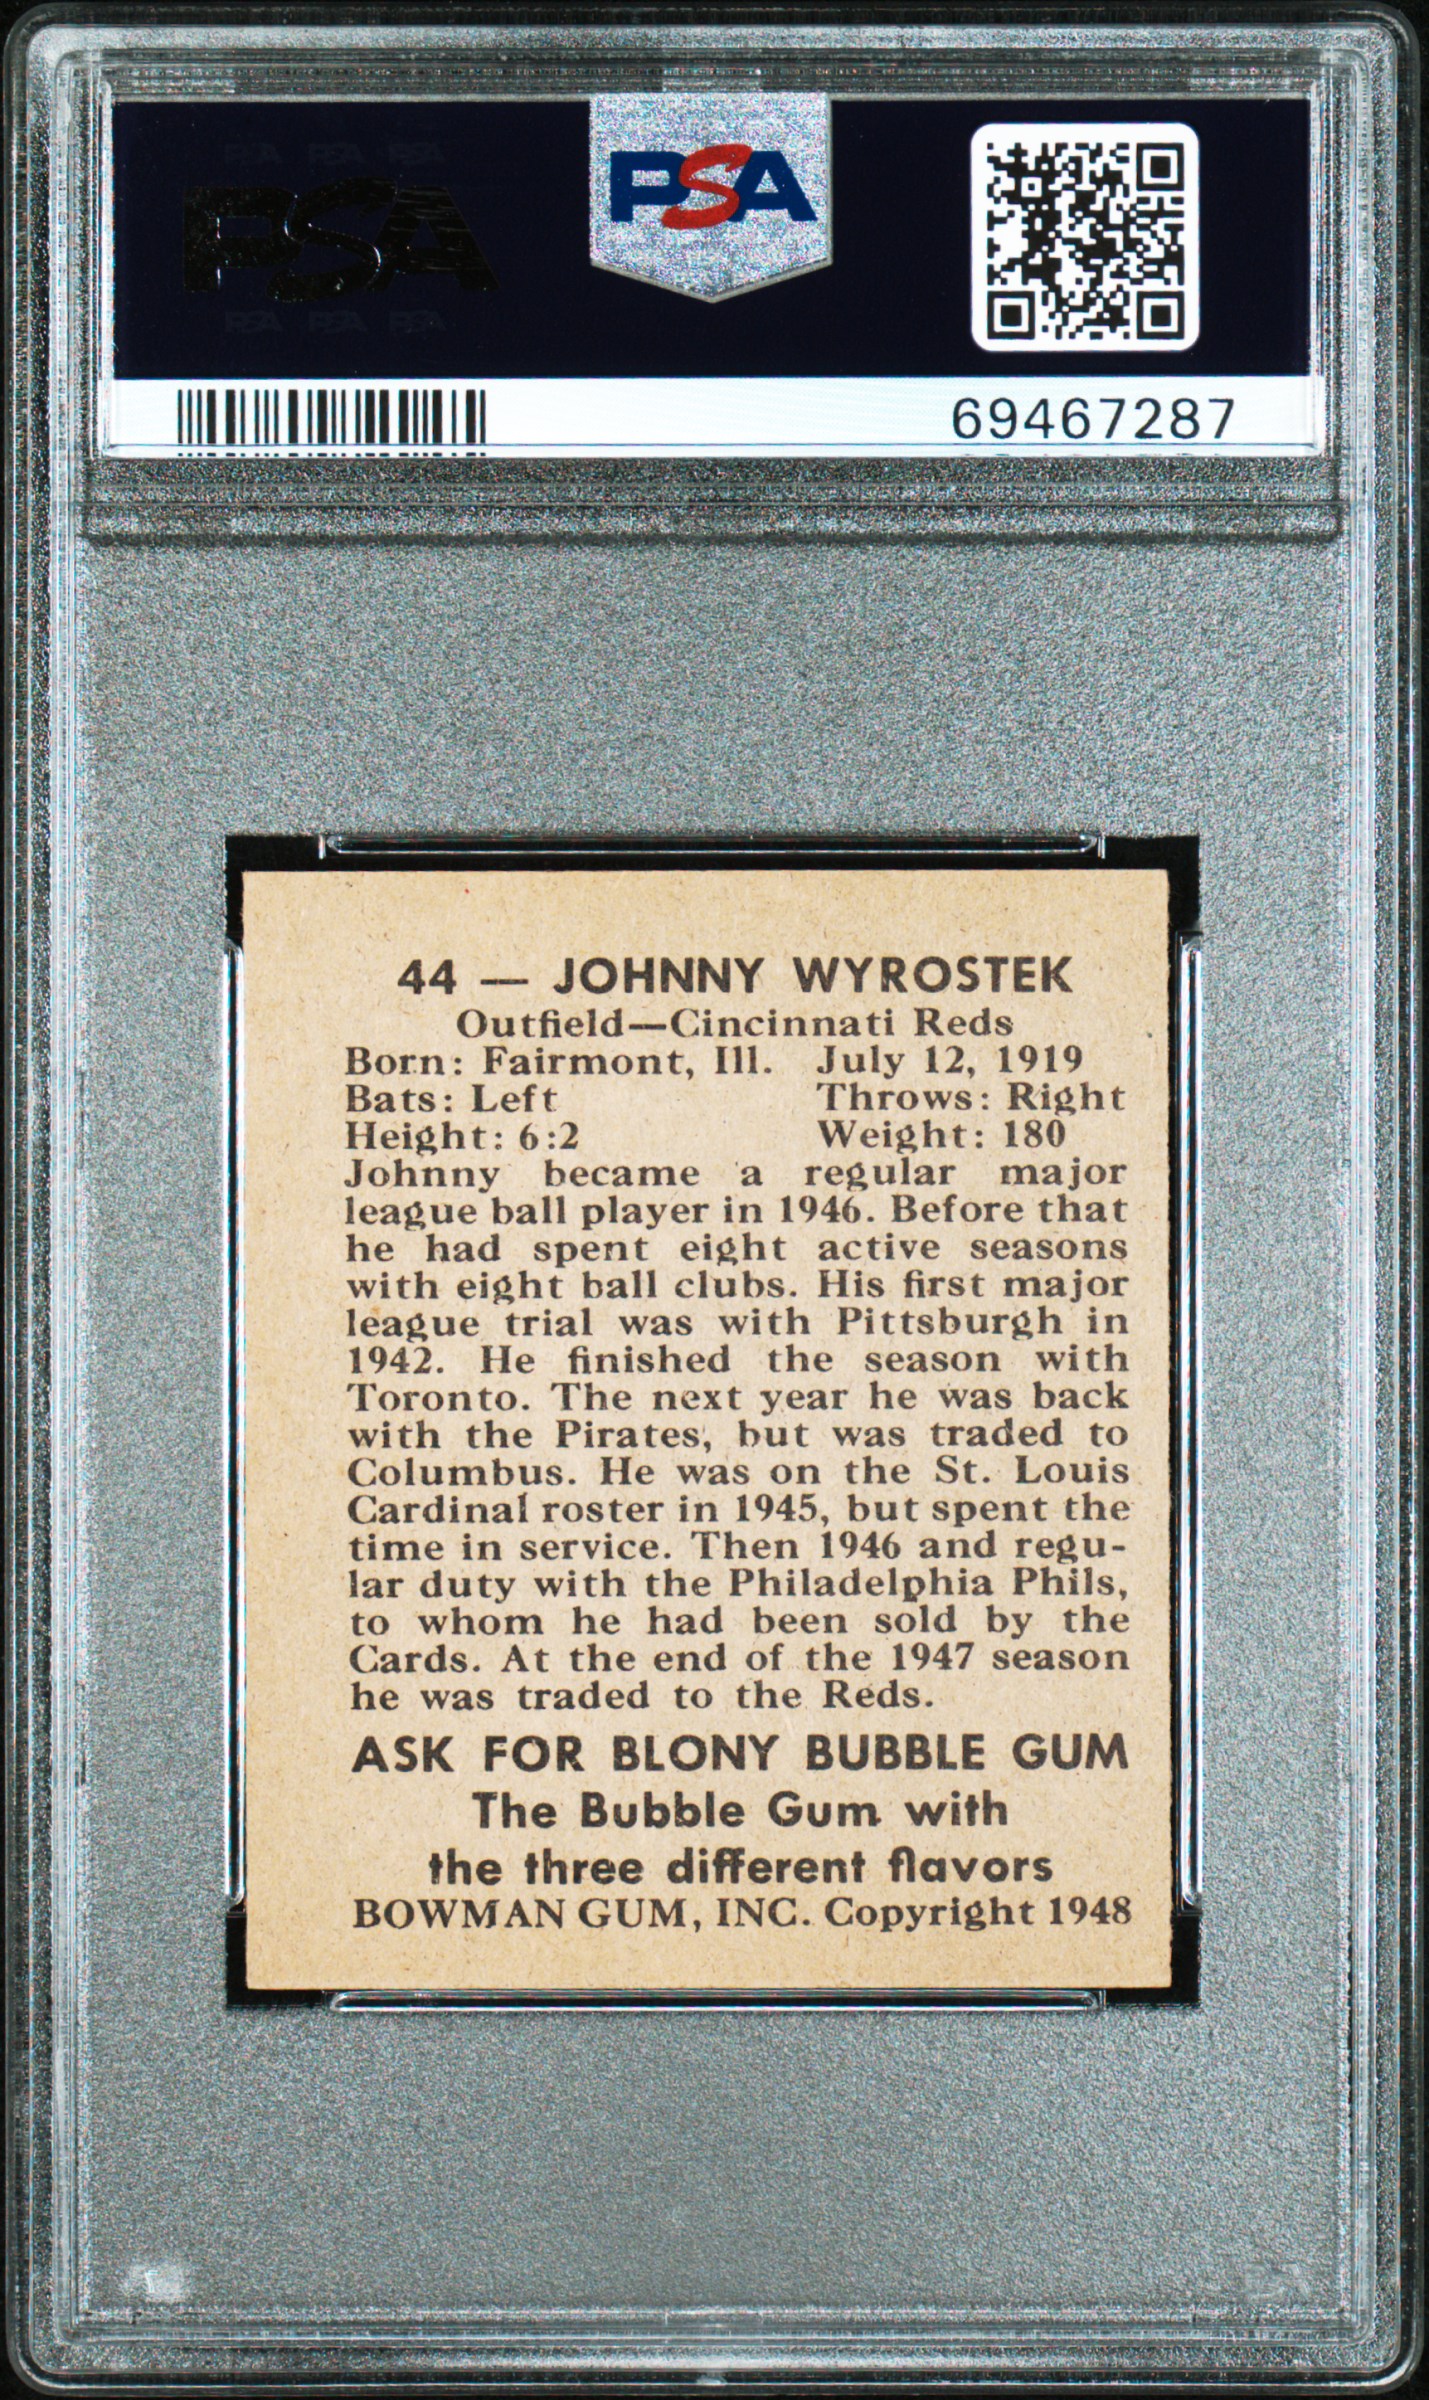 PSA PSA PSA
PSA
PSA PSA PSA
PSA
69467287
44 — JOHNNY WYROSTEK
Outfield—Cincinnati Reds
Born: Fairmont, Ill. July 12, 1919
Bats: Left Throws: Right
Height: 6:2 Weight: 180
Johnny became a regular major
league ball player in 1946. Before that
he had spent eight active seasons
with eight ball clubs. His first major
league trial was with Pittsburgh in
1942. He finished the season with
Toronto. The next year he was back
with the Pirates, but was traded to
Columbus. He was on the St. Louis
Cardinal roster in 1945, but spent the
time in service. Then 1946 and regu-
lar duty with the Philadelphia Phils,
to whom he had been sold by the
Cards. At the end of the 1947 season
he was traded to the Reds.
ASK FOR BLONY BUBBLE GUM
The Bubble Gum with
the three different flavors
BOWMAN GUM, INC. Copyright 1948